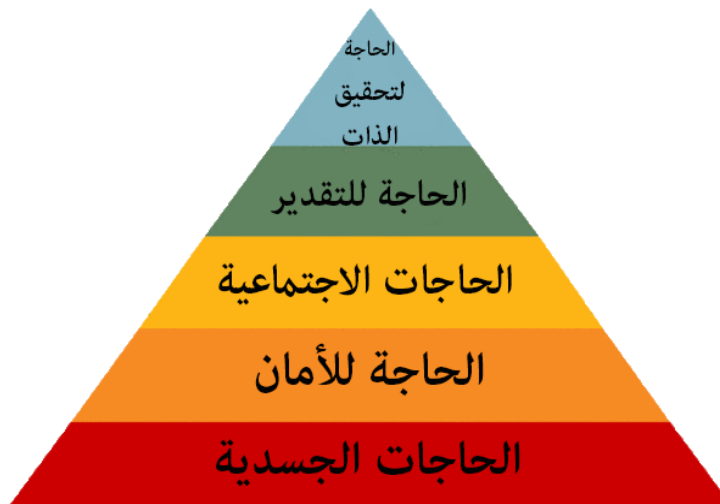 الحاجة
لتحقيق
الذات
الحاجة للتقدير
الحاجات الاجتماعية
الحاجة للأمان
الحاجات الجسدية